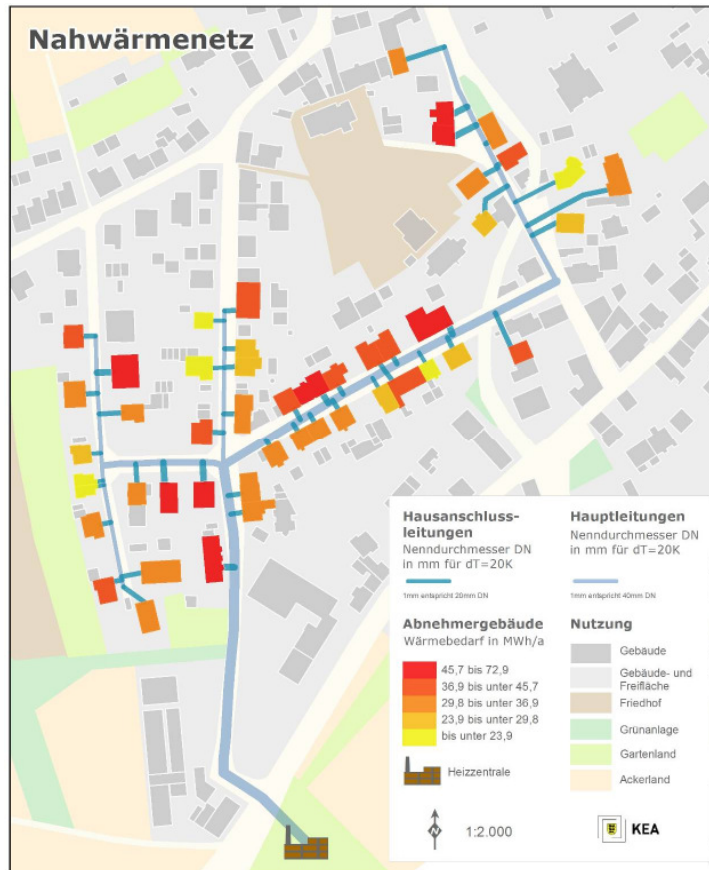 Nahwärmenetz
Hausanschluss-
leitungen
Nenndurchmesser DN
in mm für dT=20K
1mm entspricht 20mm DN
Hauptleitungen
Nenndurchmesser DN
in mm für dT=20K
1mm entspricht 40mm DN
Abnehmergebäude
Wärmebedarf in MWh/a
45,7 bis 72,9
36,9 bis unter 45,7
29,8 bis unter 36,9
23,9 bis unter 29,8
bis unter 23,9
Heizzentrale
Nutzung
Gebäude
Gebäude- und
Freifläche
Friedhof
Grünanlage
Gartenland
Ackerland
N
1:2.000
KEA